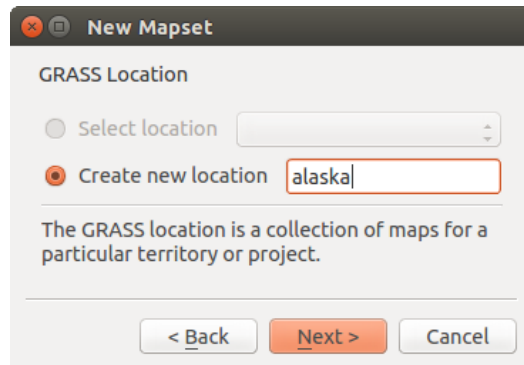 New Mapset
GRASS Location
Select location
Create new location alaska
The GRASS location is a collection of maps for a
particular territory or project.
< Back Next > Cancel